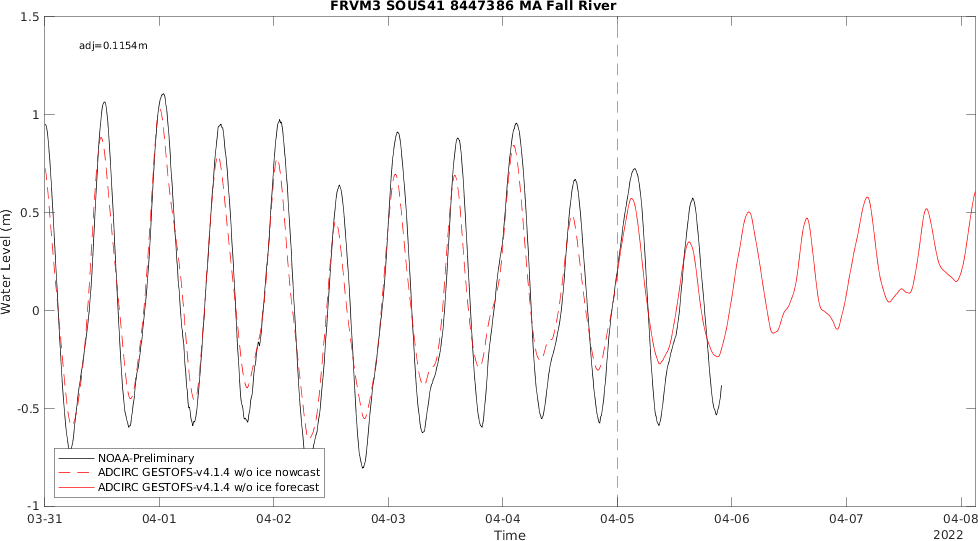 FRVM3 SOUS41 8447386 MA Fall River
adj=0.1154m
1.5
1
0.5
0
-0.5
-1
Water Level (m)
NOAA-Preliminary
ADCIRC GESTOFS-v4.1.4 w/o ice nowcast
ADCIRC GESTOFS-v4.1.4 w/o ice forecast
03-31 04-01 04-02 04-03 04-04 04-05 04-06 04-07 04-08
Time
2022